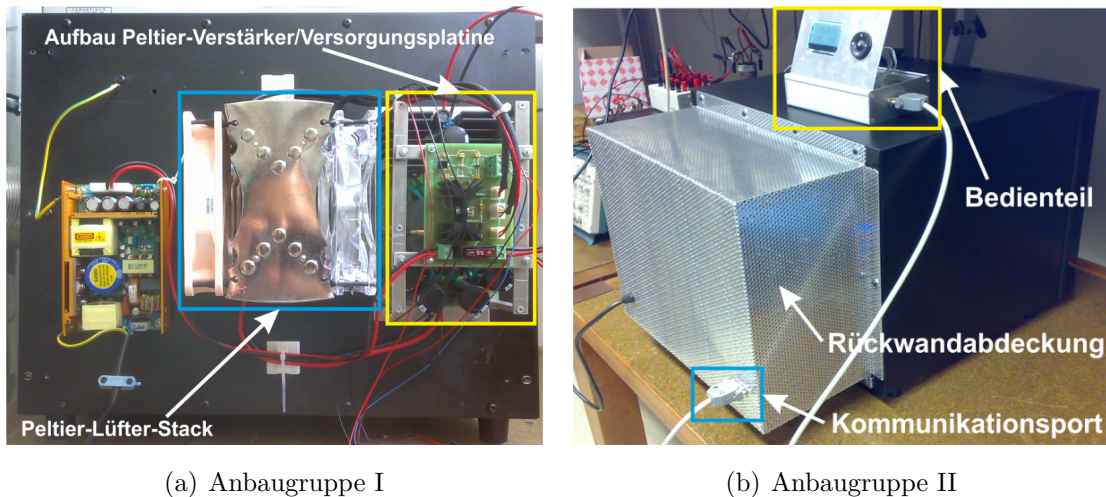 Aufbau Peltier-Verstärker/Versorgungsplatine
Peltier-Lüfter-Stack
Bedienteil
Rückwandabdeckung
Kommunikationsport
(a) Anbaugruppe I
(b) Anbaugruppe II